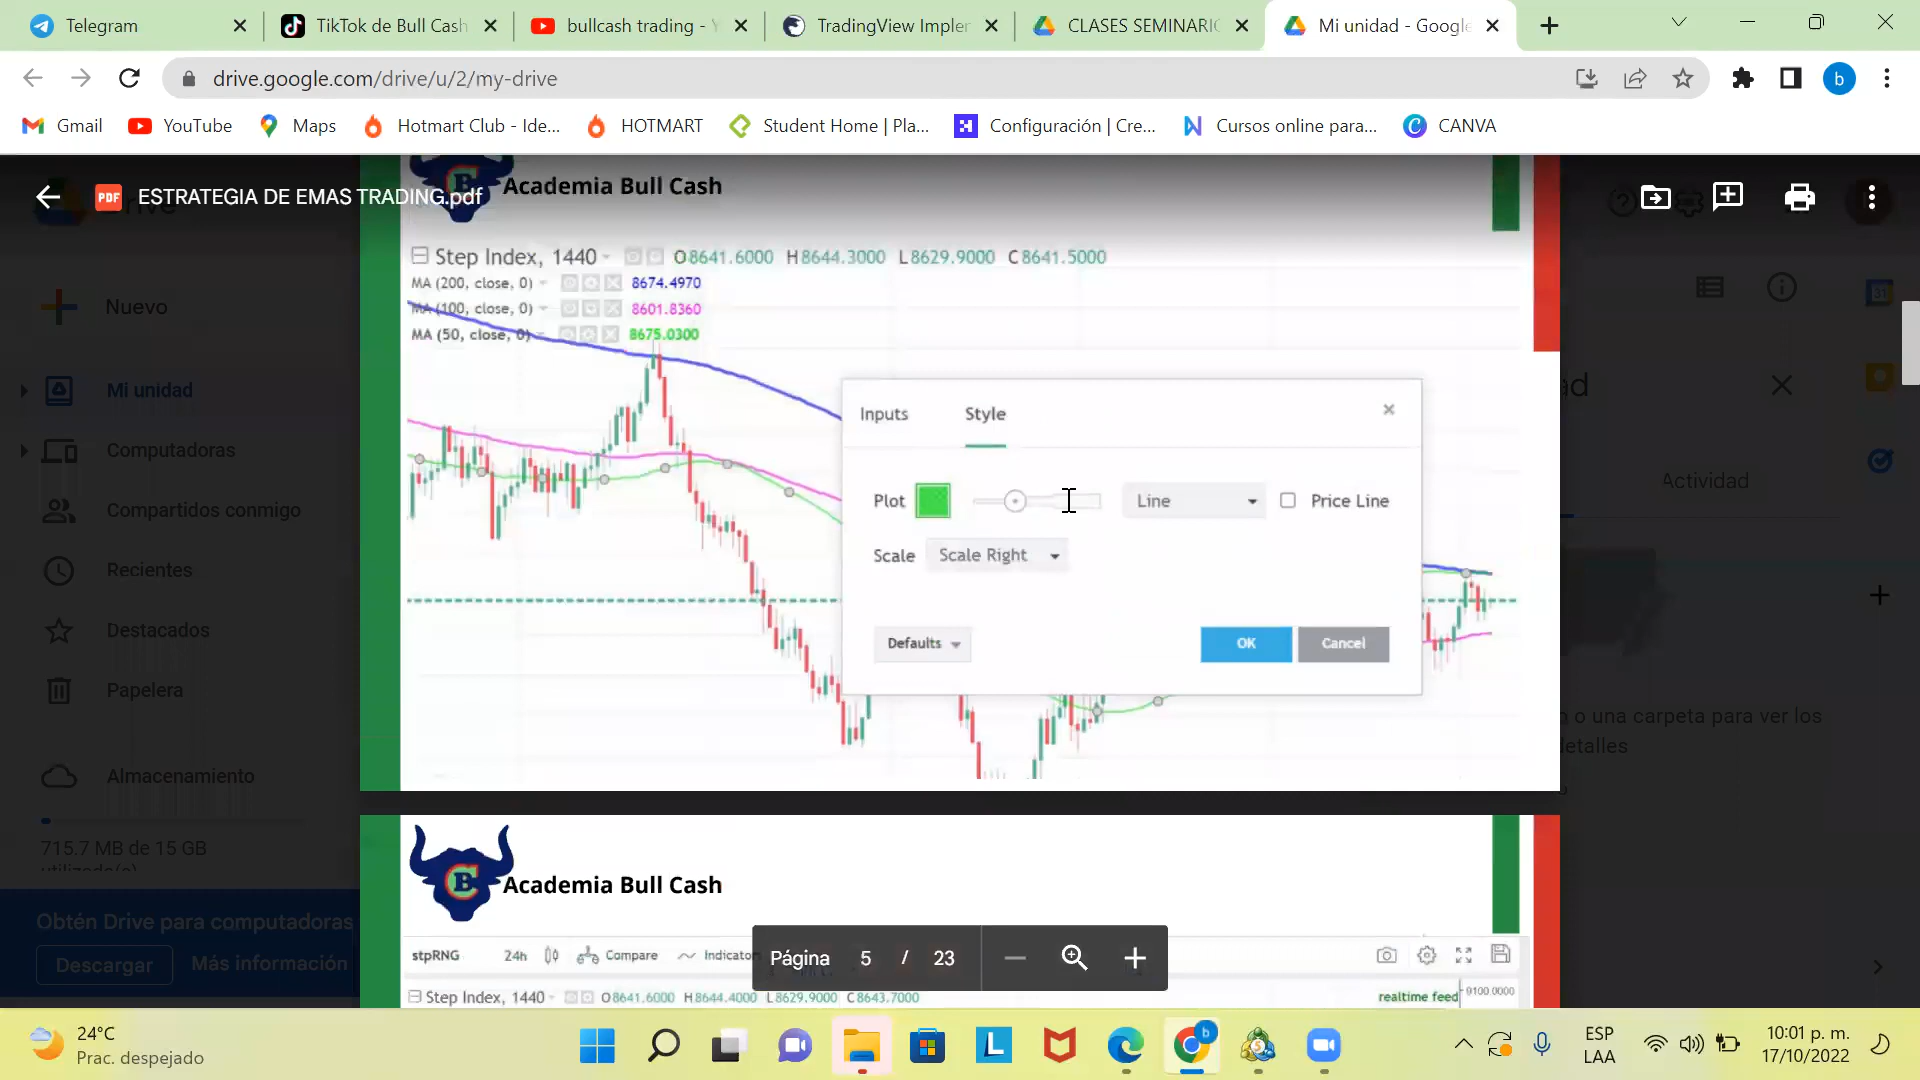 Telegram
TikTok de Bull Cash
bullcash trading - Y
TradingView Impler
CLASES SEMINARIO
Mi unidad - Google
drive.google.com/drive/u/2/my-drive
b
Gmail
YouTube
Maps
Hotmart Club - Ide...
HOTMART
Student Home | Pla...
Configuración | Cre...
Cursos online para...
CANVA
Academia Bull Cash
PDF
ESTRATEGIA DE EMAS TRADING.pdf
Step Index, 1440
O8641.6000 H8644.3000 L8629.9000 C8641.5000
MA (200, close, 0)
8674.4970
MA (100, close, 0)
8601.8360
MA (50, close, 0)
8675.0300
Nuevo
Mi unidad
Computadoras
Compartidos conmigo
Recientes
Destacados
Papelera
Almacenamiento
715.7 MB de 15 GB
utilizado(s)
Obtén Drive para computadoras
Descargar
Más información
Inputs
Style
Plot
Line
Price Line
Scale
Scale Right
Defaults
OK
Cancel
ad
Actividad
31
n o una carpeta para ver los
detalles
Academia Bull Cash
stpRNG
24h
Compare
Indicator
Step Index, 1440
O8641.6000 H8644.4000 L8629.9000 C8643.7000
realtime feed
9100.0000
Página 5 / 23
24°C
Prac. despejado
ESP
LAA
10:01 p. m.
17/10/2022